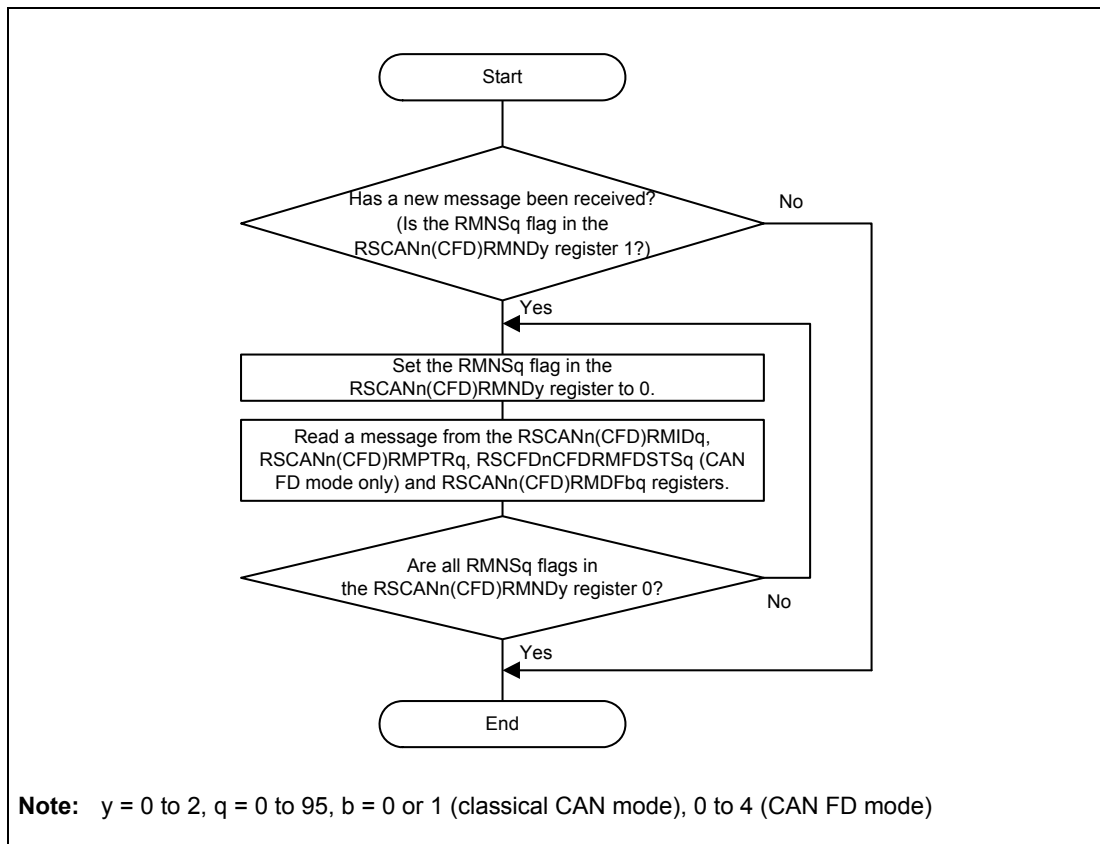 Start
Has a new message been received?
(Is the RMNSq flag in the
RSCANn(CFD)RMNDy register 1?)
No
Yes
Set the RMNSq flag in the
RSCANn(CFD)RMNDy register to 0.
Read a message from the RSCANn(CFD)RMIDq,
RSCANn(CFD)RMPTRq, RSCFDnCFDRMFDSTSq (CAN
FD mode only) and RSCANn(CFD)RMDFbq registers.
Are all RMNSq flags in
the RSCANn(CFD)RMNDy register 0?
No
Yes
End
Note: y = 0 to 2, q = 0 to 95, b = 0 or 1 (classical CAN mode), 0 to 4 (CAN FD mode)